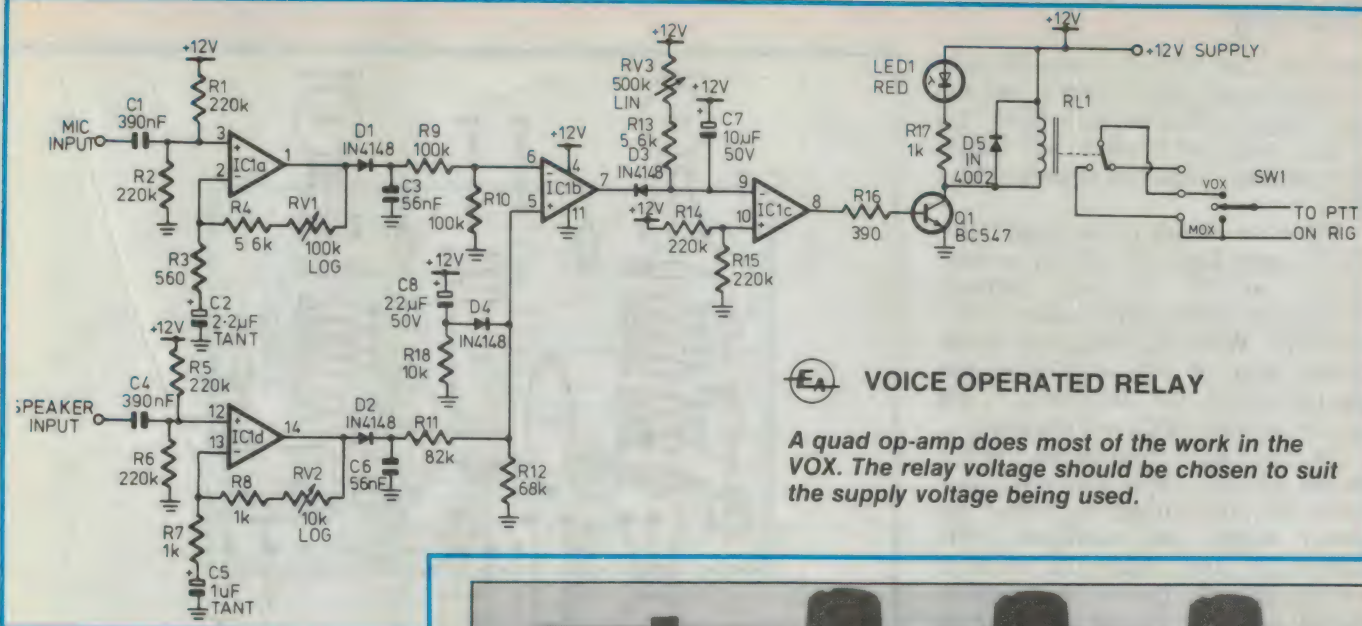 +12V
R1
220k
C1
390nF
MIC
INPUT
R2
220k
3
+
2
-
IC1a
1
R4
5 6k
RV1
100k
LOG
R3
560
C2
2·2µF
TANT
+
D1
IN4148
C3
56nF
R9
100k
R10
100k
+12V
6
-
5
+
IC1b
4
11
7
+12V
RV3
500k
LIN
R13
5 6k
D3
IN4148
+12V
+
C7
10µF
50V
9
-
10
+
IC1c
8
+12V
R14
220k
R15
220k
R16
390
LED1
RED
R17
1k
D5
IN
4002
Q1
BC547
+12V
+12V SUPPLY
RL1
VOX
SW1
MOX
TO PTT
ON RIG
+12V
+
C8
22µF
50V
D4
IN4148
R18
10k
+12V
R5
220k
C4
390nF
SPEAKER
INPUT
R6
220k
12
+
13
-
IC1d
14
R8
1k
RV2
10k
LOG
R7
1k
+
C5
1uF
TANT
D2
IN4148
C6
56nF
R11
82k
R12
68k
EA VOICE OPERATED RELAY
A quad op-amp does most of the work in the
VOX. The relay voltage should be chosen to suit
the supply voltage being used.